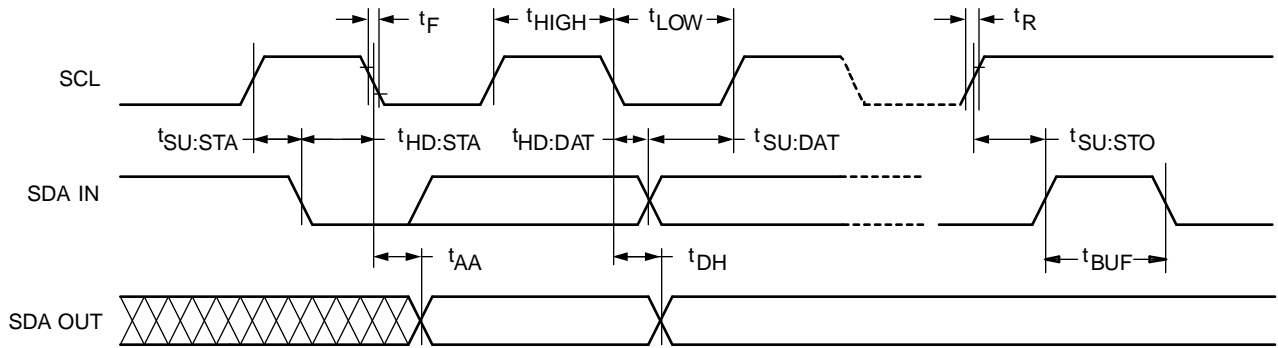 tF tHIGH tLOW tR
SCL
tSU:STA tHD:STA tHD:DAT tSU:DAT tSU:STO
SDA IN
tAA tDH tBUF
SDA OUT